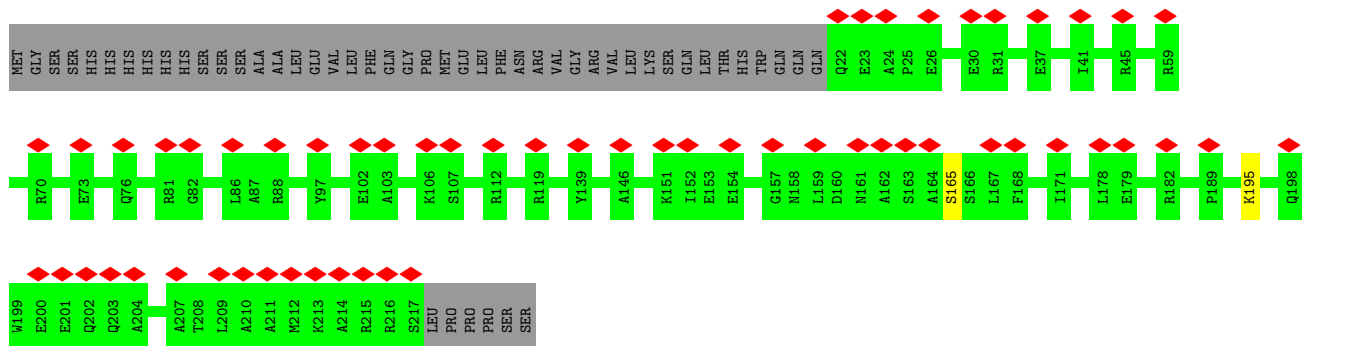 MET GLY SER SER HIS HIS HIS HIS HIS HIS SER SER SER ALA ALA LEU GLU VAL LEU PHE GLN GLY PRO MET GLU LEU PHE ASN ARG VAL GLY ARG VAL LEU LYS SER GLN LEU THR HIS TRP GLN GLN GLN Q22 E23 A24 P25 E26 E30 R31 E37 I41 R45 R59
R70 E73 Q76 R81 G82 L86 A87 R88 Y97 E102 A103 K106 S107 R112 R119 Y139 A146 K151 I152 E153 E154 G157 N158 L159 D160 N161 A162 S163 A164 S165 S166 L167 F168 I171 L178 E179 R182 P189 K195 Q198
W199 E200 E201 Q202 Q203 A204 A207 T208 L209 A210 A211 M212 K213 A214 R215 R216 S217 LEU PRO PRO PRO SER SER